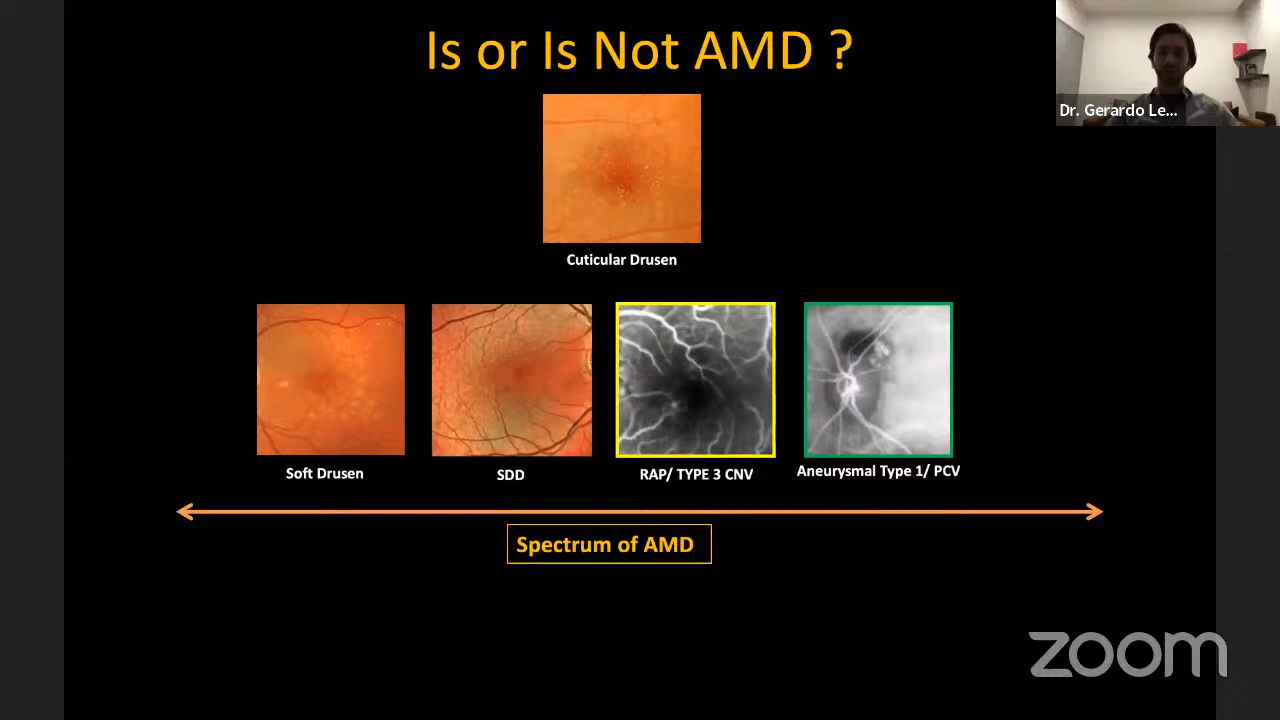 Is or Is Not AMD ?
Dr. Gerardo Le...
Cuticular Drusen
Soft Drusen
SDD
RAP/ TYPE 3 CNV
Aneurysmal Type 1/ PCV
Spectrum of AMD
zoom